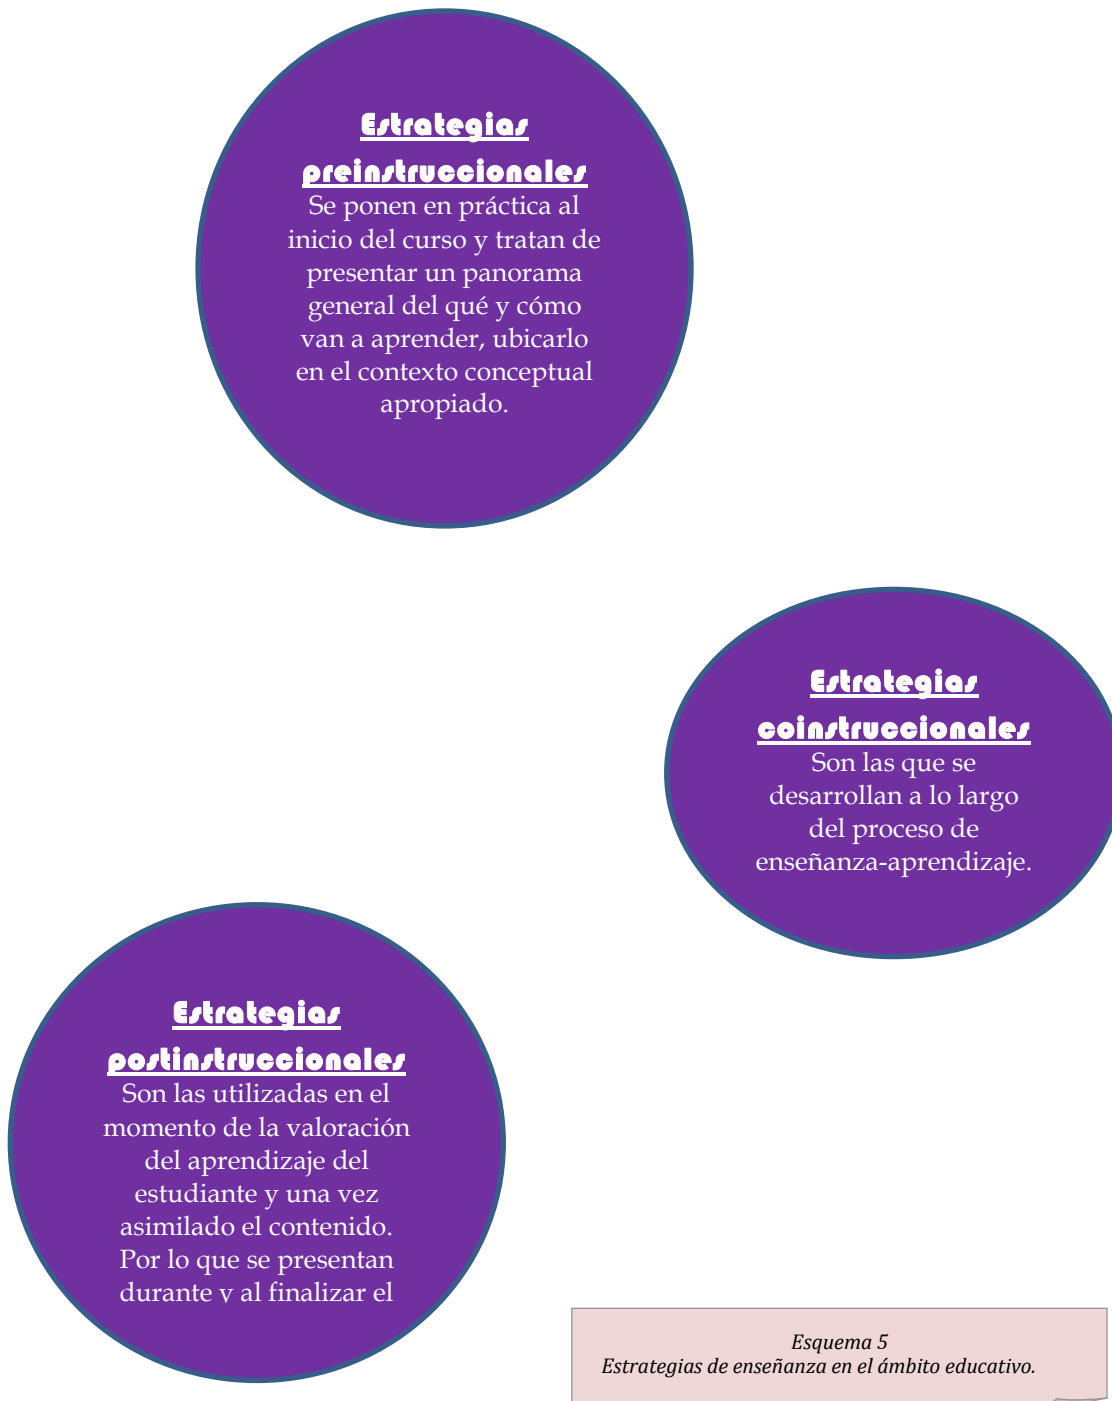 Estrategias
preinstruccionales
Se ponen en práctica al
inicio del curso y tratan de
presentar un panorama
general del qué y cómo
van a aprender, ubicarlo
en el contexto conceptual
apropiado.
Estrategias
coinstruccionales
Son las que se
desarrollan a lo largo
del proceso de
enseñanza-aprendizaje.
Estrategias
postinstruccionales
Son las utilizadas en el
momento de la valoración
del aprendizaje del
estudiante y una vez
asimilado el contenido.
Por lo que se presentan
durante y al finalizar el
Esquema 5
Estrategias de enseñanza en el ámbito educativo.